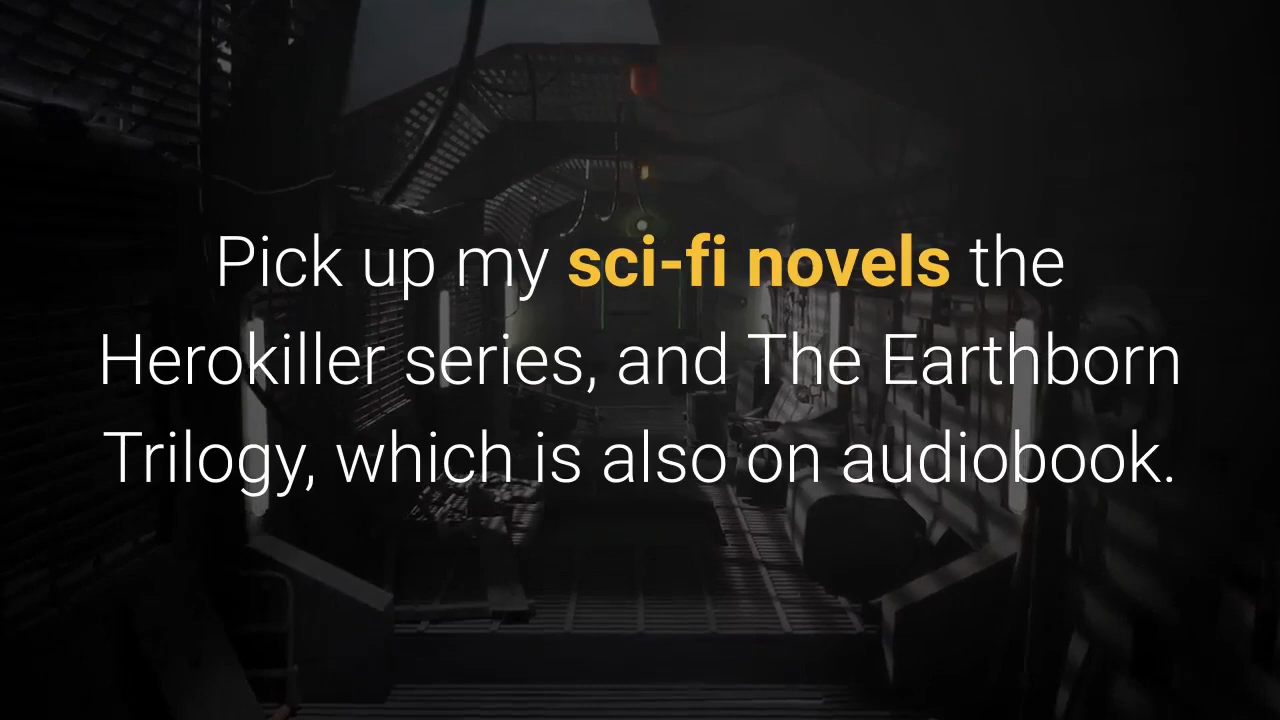 Pick up my sci-fi novels the
Herokiller series, and The Earthborn
Trilogy, which is also on audiobook.